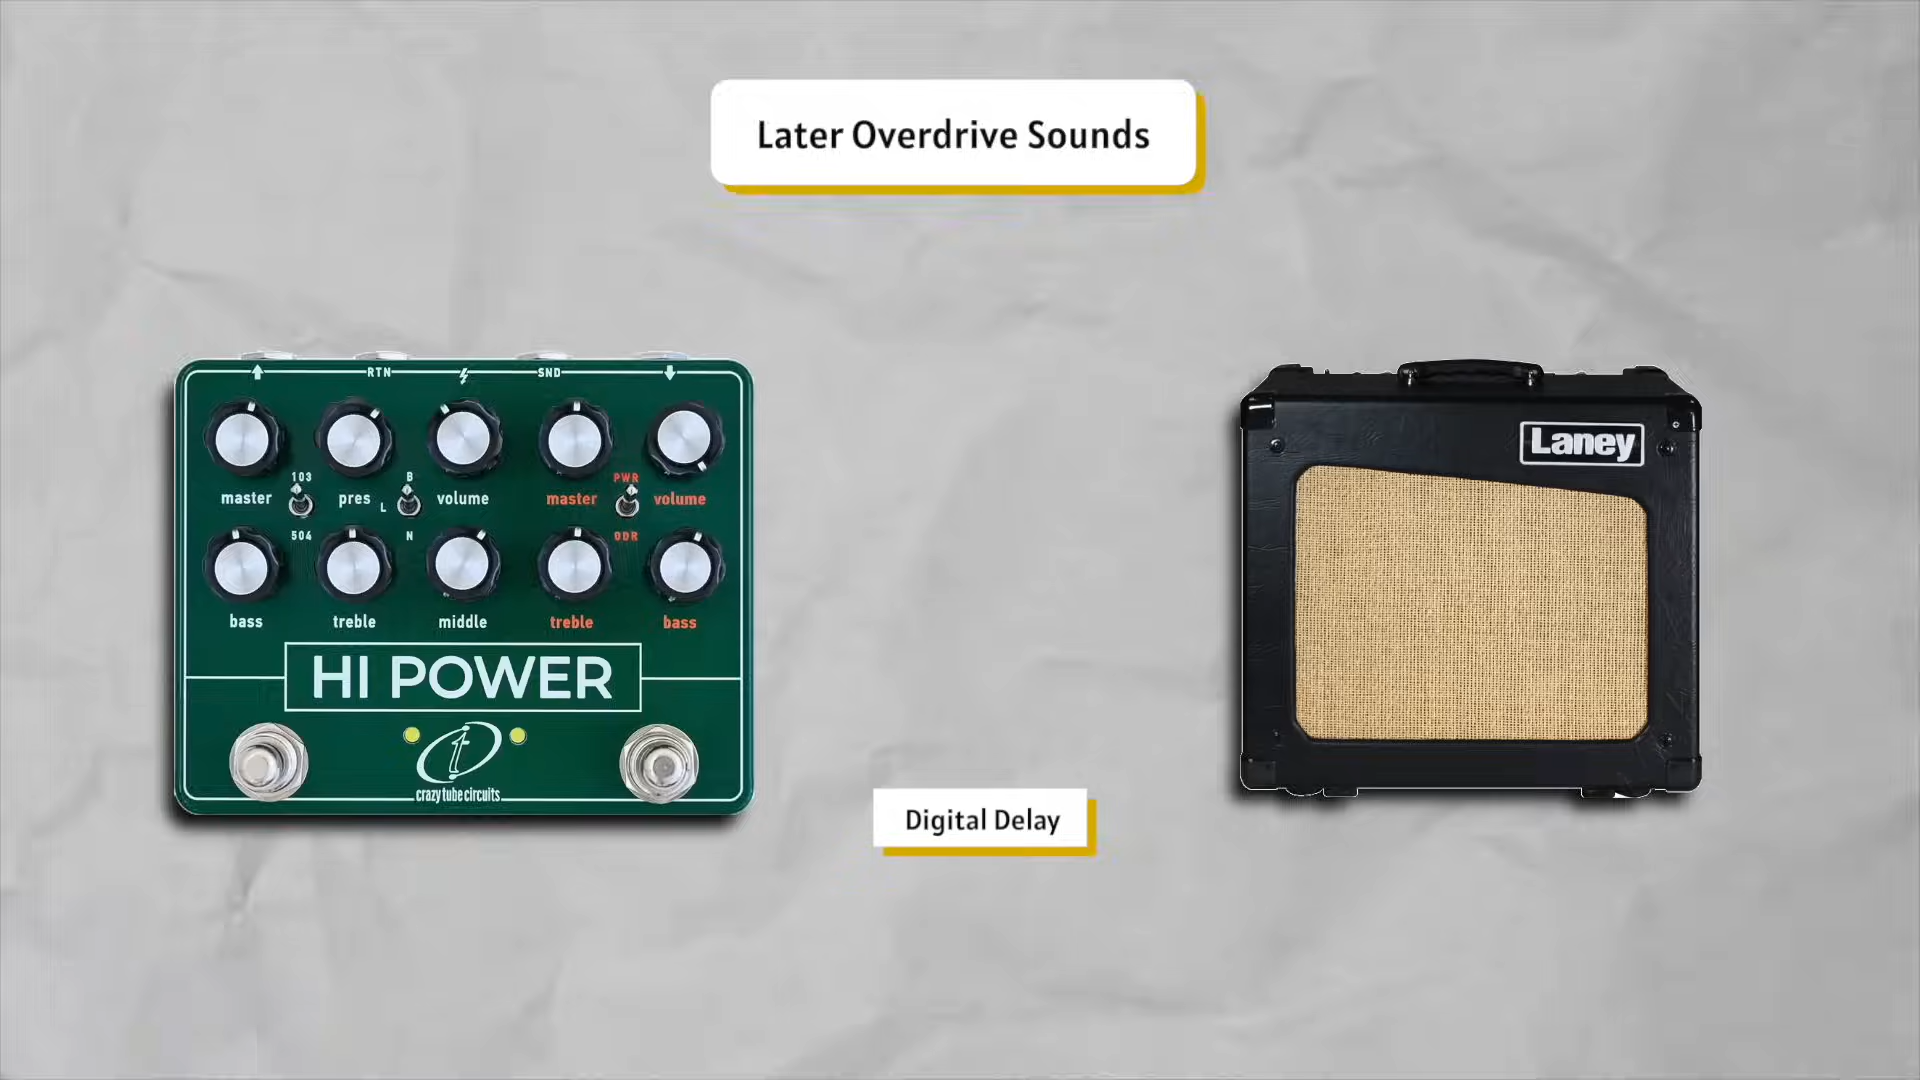 Later Overdrive Sounds
RTN SND
103 B PWR
master pres L volume master volume
504 N ODR
bass treble middle treble bass
HI POWER
t
crazy tube circuits
Laney
Digital Delay